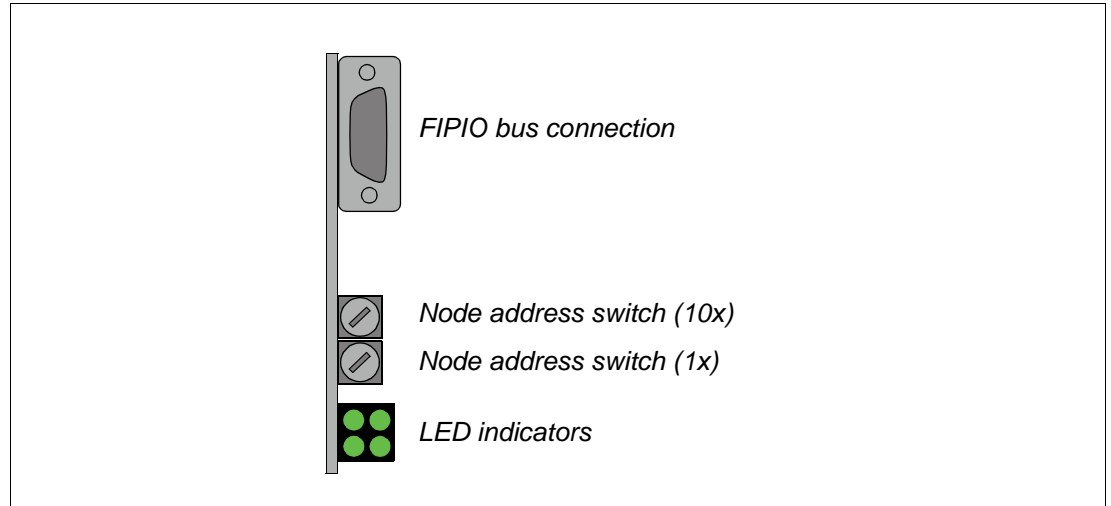 FIPIO bus connection
Node address switch (10x)
Node address switch (1x)
LED indicators